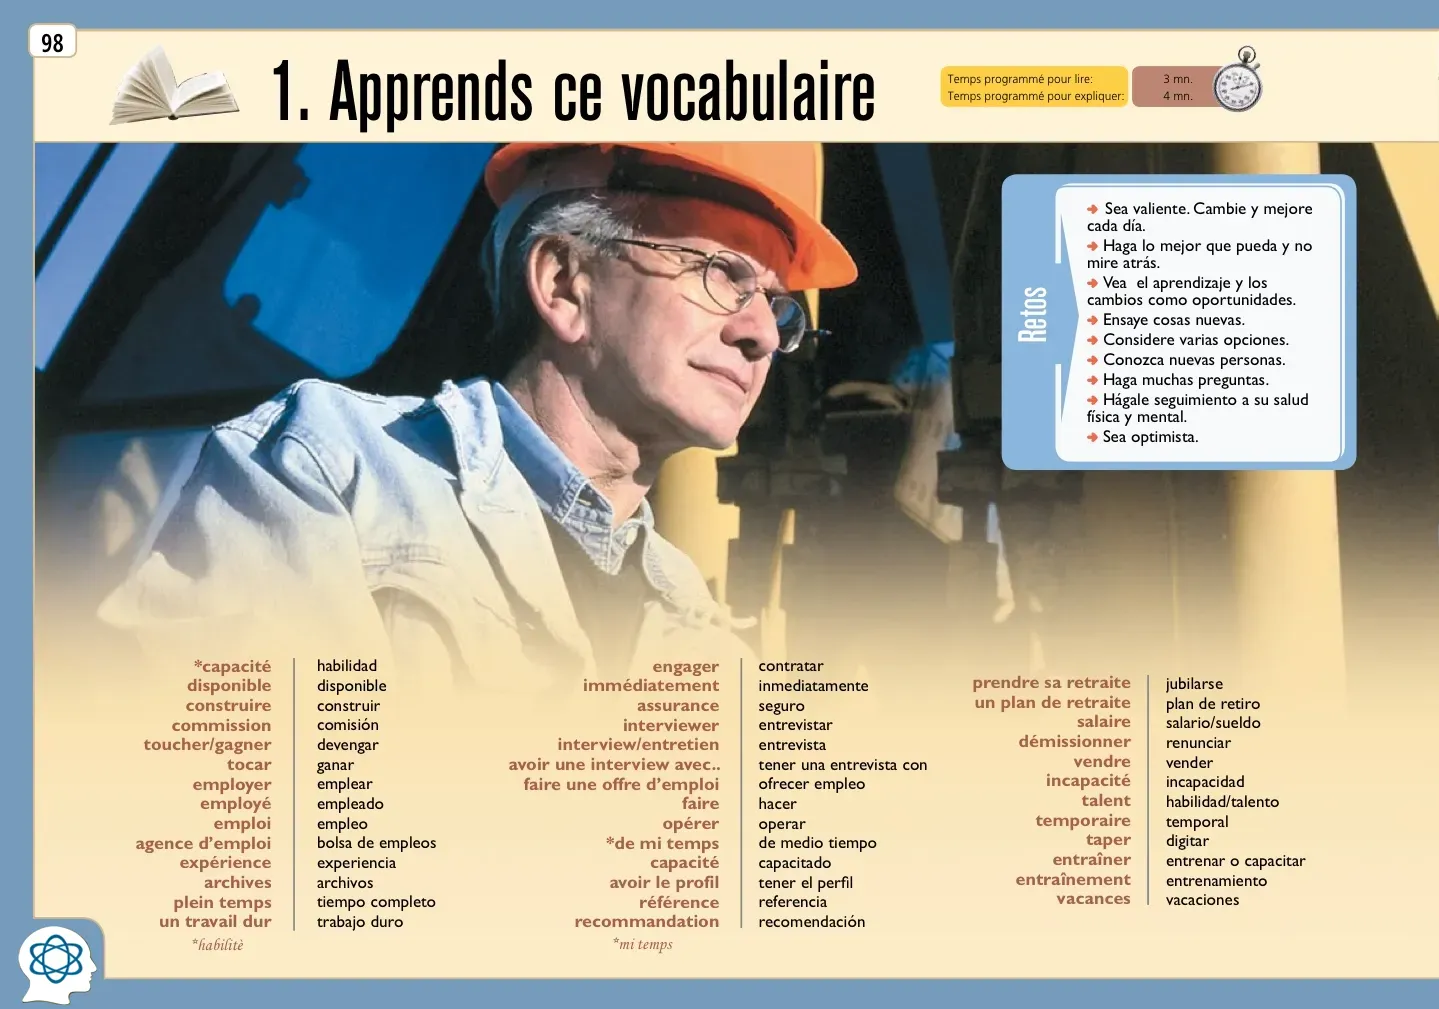 98
1. Apprends ce vocabulaire
Temps programmé pour lire:
3 mn.
Temps programmé pour expliquer:
4 mn.
Retos
Sea valiente. Cambie y mejore
cada día.
Haga lo mejor que pueda y no
mire atrás.
Vea el aprendizaje y los
cambios como oportunidades.
Ensaye cosas nuevas.
Considere varias opciones.
Conozca nuevas personas.
Haga muchas preguntas.
Hágale seguimiento a su salud
física y mental.
Sea optimista.
*capacité habilidad
disponible disponible
construire construir
commission comisión
toucher/gagner devengar
tocar ganar
employer emplear
employé empleado
emploi empleo
agence d'emploi bolsa de empleos
expérience experiencia
archives archivos
plein temps tiempo completo
un travail dur trabajo duro
*habilitè
engager contratar
immédiatement inmediatamente
assurance seguro
interviewer entrevistar
interview/entretien entrevista
avoir une interview avec.. tener una entrevista con
faire une offre d'emploi ofrecer empleo
faire hacer
opérer operar
*de mi temps de medio tiempo
capacité capacitado
avoir le profil tener el perfil
référence referencia
recommandation recomendación
*mi temps
prendre sa retraite jubilarse
un plan de retraite plan de retiro
salaire salario/sueldo
démissionner renunciar
vendre vender
incapacité incapacidad
talent habilidad/talento
temporaire temporal
taper digitar
entraîner entrenar o capacitar
entraînement entrenamiento
vacances vacaciones